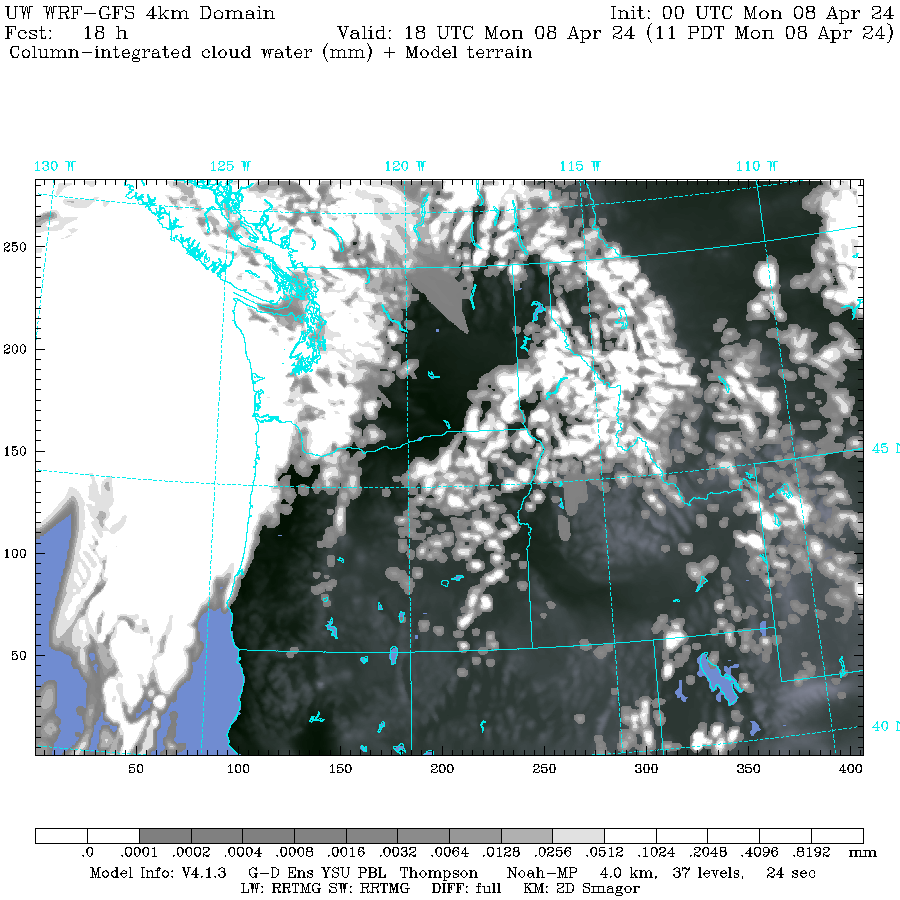 UW WRF-GFS 4km Domain Init: 00 UTC Mon 08 Apr 24
Fcst: 18 h Valid: 18 UTC Mon 08 Apr 24 (11 PDT Mon 08 Apr 24)
Column-integrated cloud water (mm) + Model terrain
130 W 125 W 120 W 115 W 110 W
250
200
150
45 N
100
50
40 N
50 100 150 200 250 300 350 400
.0 .0001 .0002 .0004 .0008 .0016 .0032 .0064 .0128 .0256 .0512 .1024 .2048 .4096 .8192 mm
Model Info: V4.1.3 G-D Ens YSU PBL Thompson Noah-MP 4.0 km, 37 levels, 24 sec
LW: RRTMG SW: RRTMG DIFF: full KM: 2D Smagor